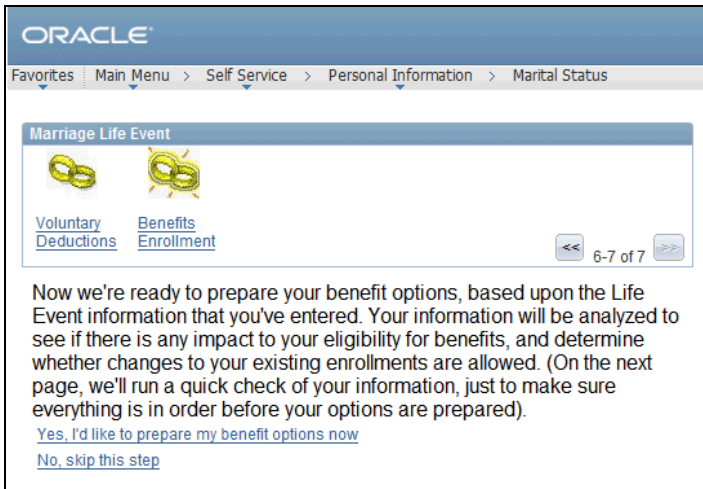 ORACLE
Favorites Main Menu > Self Service > Personal Information > Marital Status
Marriage Life Event
Voluntary Deductions
Benefits Enrollment
<< 6-7 of 7 >>
Now we're ready to prepare your benefit options, based upon the Life
Event information that you've entered. Your information will be analyzed to
see if there is any impact to your eligibility for benefits, and determine
whether changes to your existing enrollments are allowed. (On the next
page, we'll run a quick check of your information, just to make sure
everything is in order before your options are prepared).
Yes, I'd like to prepare my benefit options now
No, skip this step